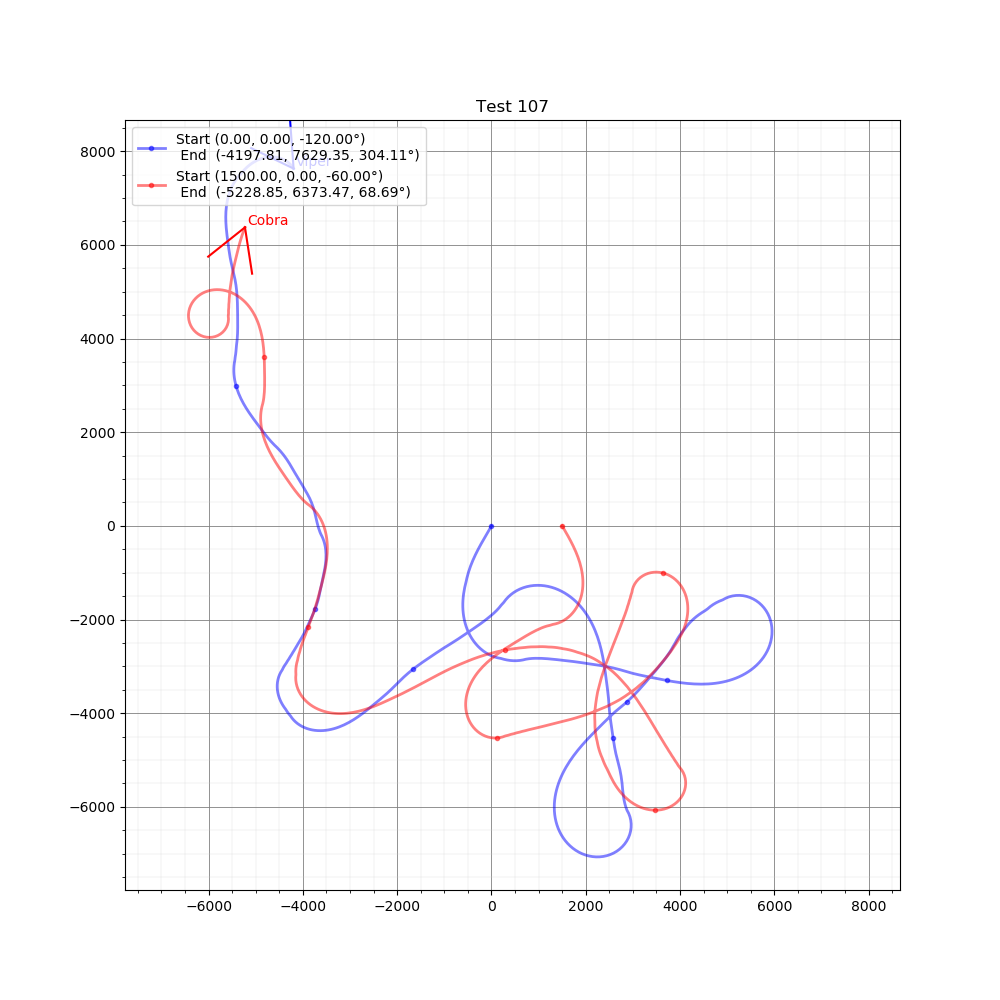 Test 107
Start (0.00, 0.00, -120.00°)
End (-4197.81, 7629.35, 304.11°)
Start (1500.00, 0.00, -60.00°)
End (-5228.85, 6373.47, 68.69°)
Viper
Cobra
8000
6000
4000
2000
0
−2000
−4000
−6000
−6000 −4000 −2000 0 2000 4000 6000 8000